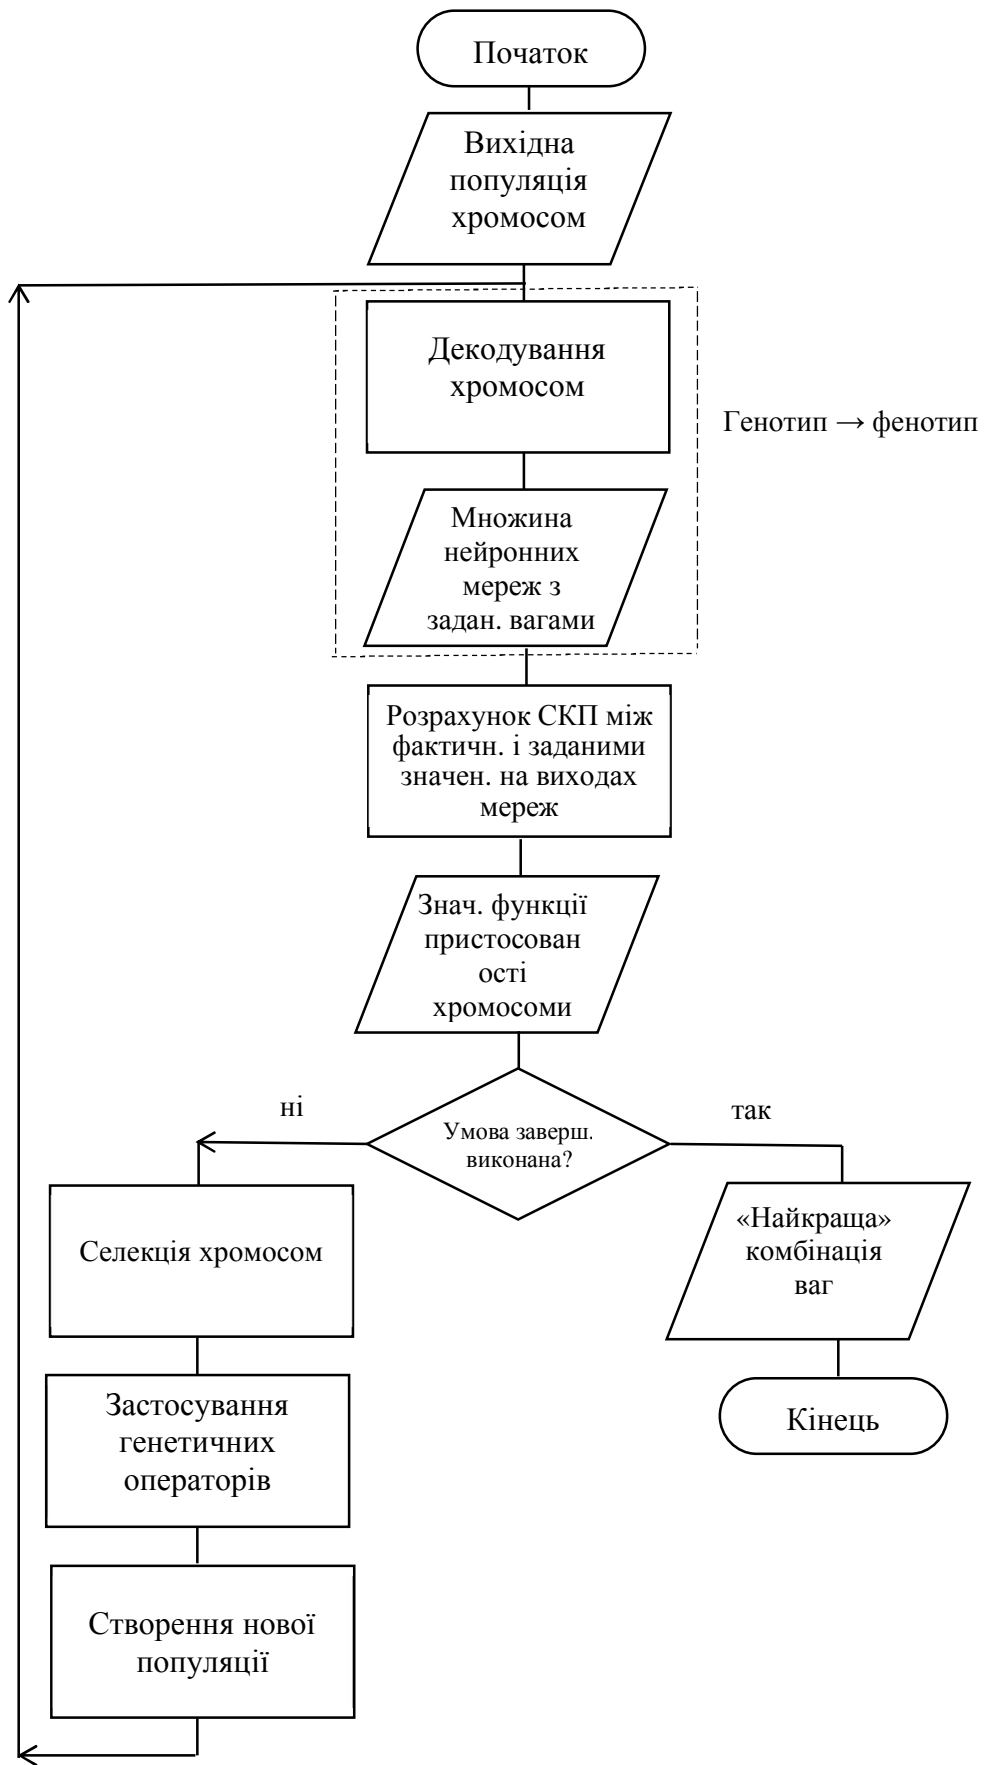 Початок
Вихідна
популяція
хромосом
Декодування
хромосом
Генотип → фенотип
Множина
нейронних
мереж з
задан. вагами
Розрахунок СКП між
фактичн. і заданими
значен. на виходах
мереж
Знач. функції
пристосован
ості
хромосоми
ні
Умова заверш.
виконана?
так
Селекція хромосом
«Найкраща»
комбінація
ваг
Застосування
генетичних
операторів
Кінець
Створення нової
популяції